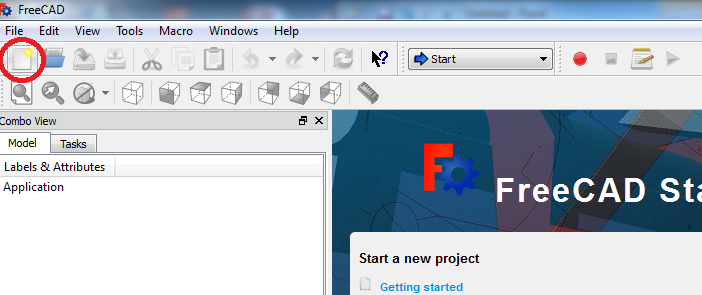 FreeCAD
File Edit View Tools Macro Windows Help
Start
Combo View
Model Tasks
Labels & Attributes
Application
FreeCAD Sta
Start a new project
Getting started